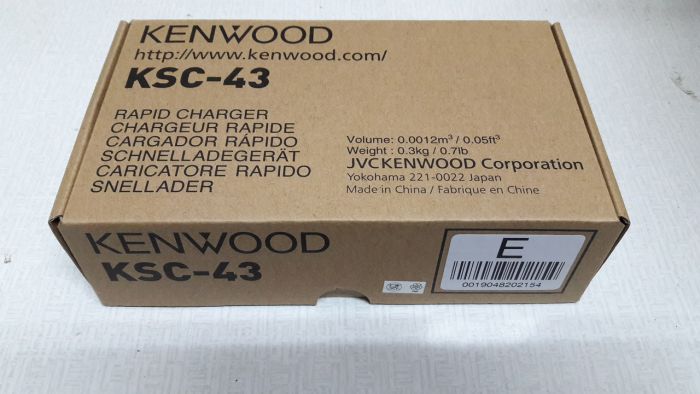 KENWOOD
http://www.kenwood.com/
KSC-43
RAPID CHARGER
CHARGEUR RAPIDE
CARGADOR RÁPIDO
SCHNELLADEGERÄT
CARICATORE RAPIDO
SNELLADER
Volume: 0.0012m³ / 0.05ft³
Weight : 0.3kg / 0.7lb
JVCKENWOOD Corporation
Yokohama 221-0022 Japan
Made in China / Fabrique en Chine
KENWOOD
KSC-43
E
0019048202154